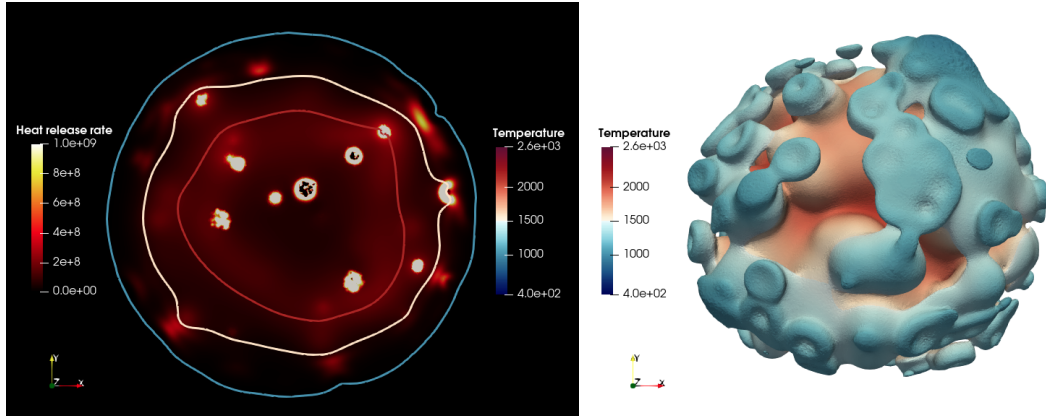 Heat release rate
1.0e+09
8e+8
6e+8
4e+8
2e+8
0.0e+00
Temperature
2.6e+03
2000
1500
1000
4.0e+02
Y
Z
X
Temperature
2.6e+03
2000
1500
1000
4.0e+02
Y
Z
X